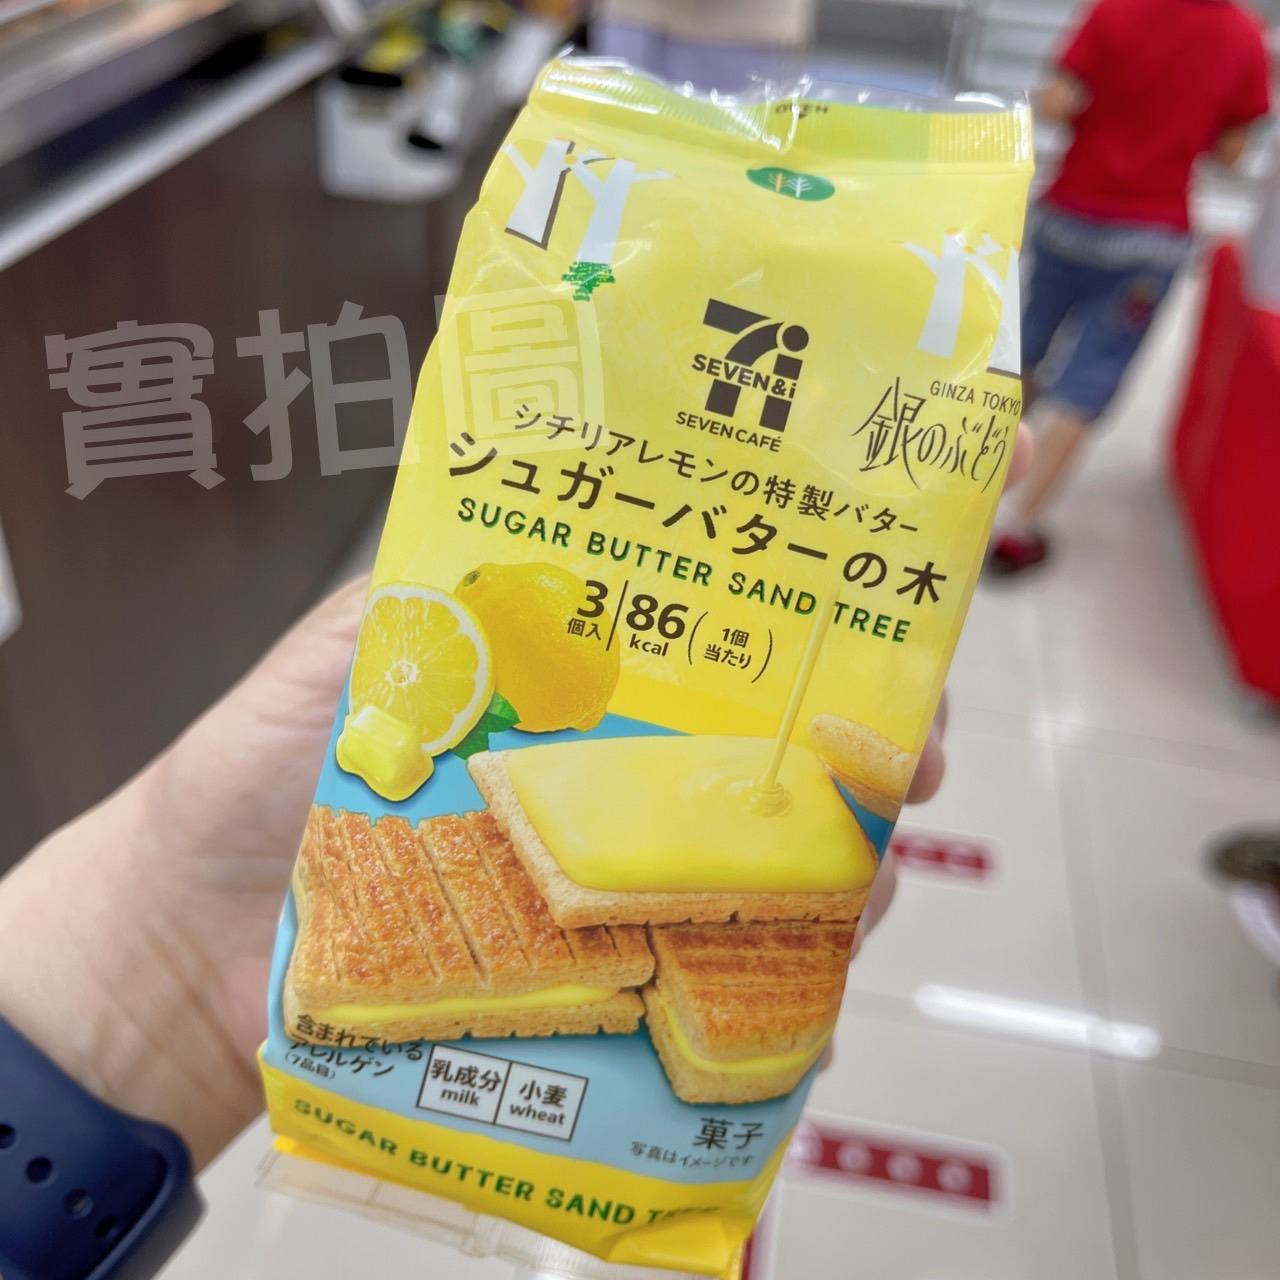 OPEN
實拍圖
SEVEN&i
SEVEN CAFÉ
GINZA TOKYO
銀のぶどう
シチリアレモンの特製バター
シュガーバターの木
SUGAR BUTTER SAND TREE
3個入
86kcal
(1個当たり)
含まれている
アレルゲン
(7品目)
乳成分
milk
小麦
wheat
菓子
写真はイメージです
SUGAR BUTTER SAND TREE